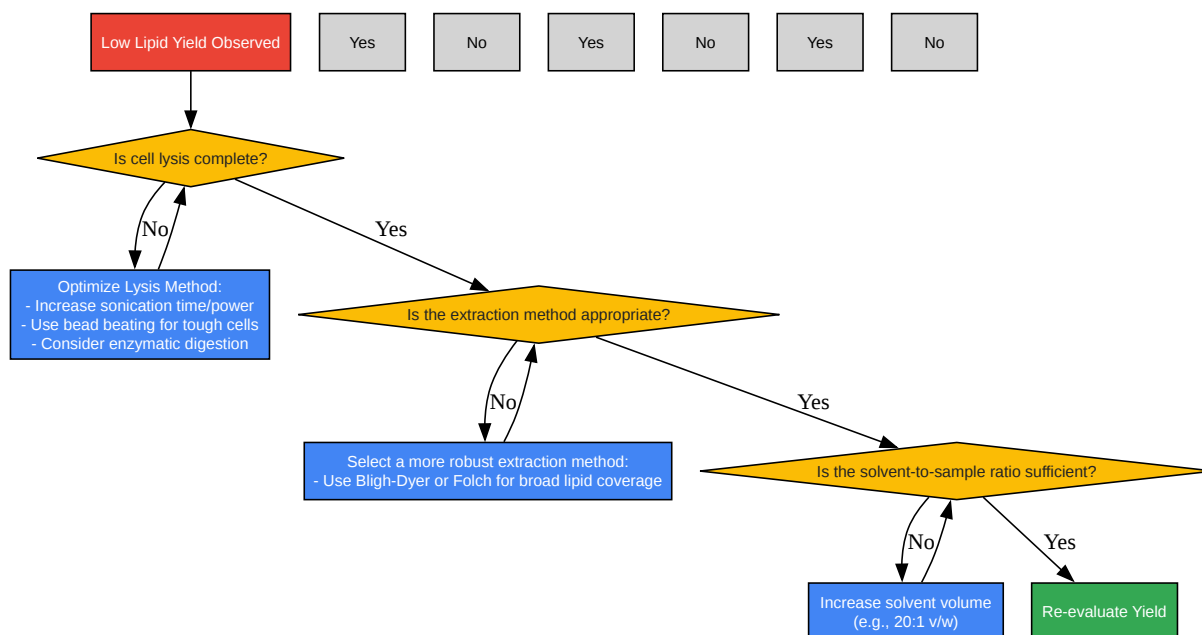 Low Lipid Yield Observed
Yes
No
Yes
No
Yes
No
Is cell lysis complete?
No
Yes
Optimize Lysis Method:
- Increase sonication time/power
- Use bead beating for tough cells
- Consider enzymatic digestion
Is the extraction method appropriate?
No
Yes
Select a more robust extraction method:
- Use Bligh-Dyer or Folch for broad lipid coverage
Is the solvent-to-sample ratio sufficient?
No
Yes
Increase solvent volume
(e.g., 20:1 v/w)
Re-evaluate Yield